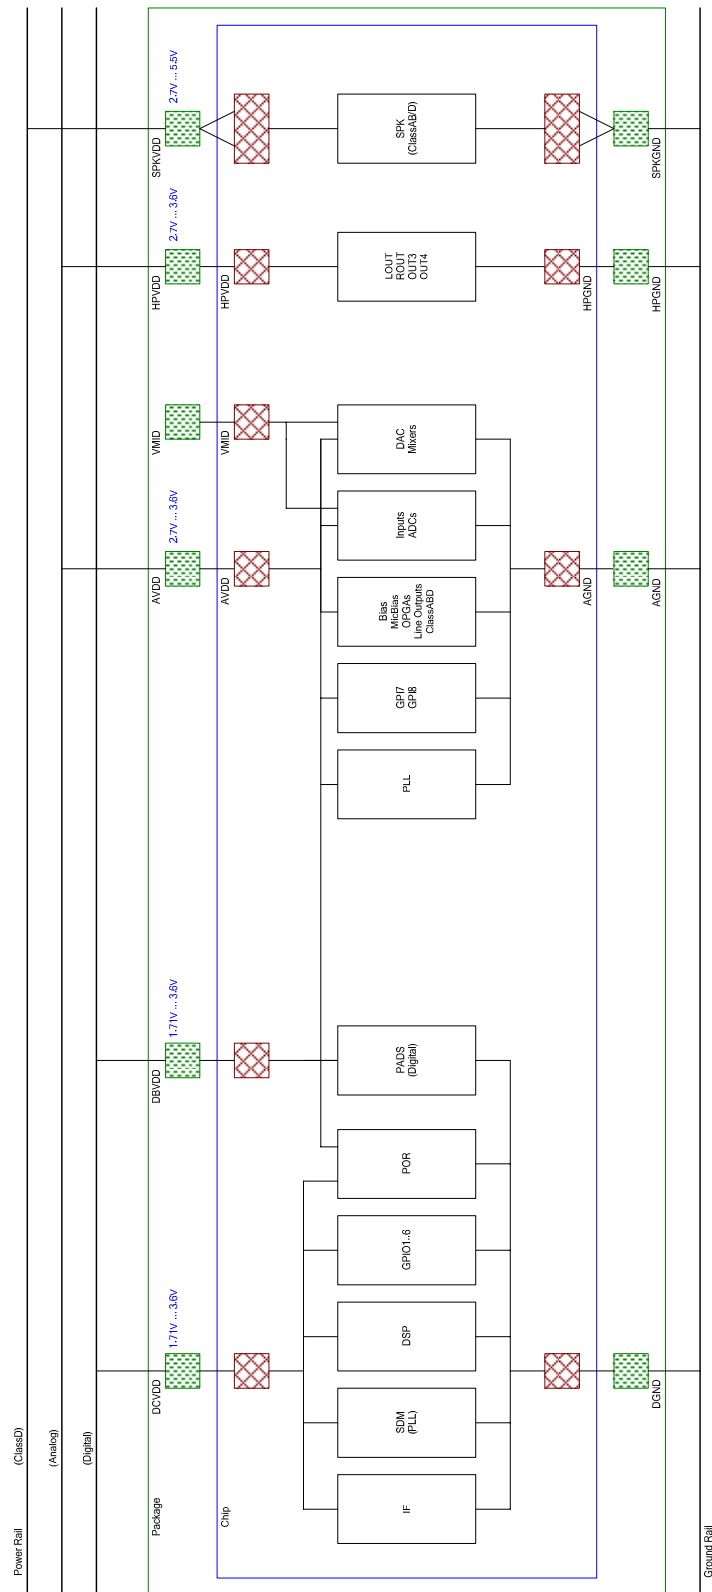 Power Rail
(ClassD)
(Analog)
(Digital)
Package
DCVDD
1.71V ... 3.6V
DBVDD
1.71V ... 3.6V
AVDD
2.7V ... 3.6V
VMID
HPVDD
2.7V ... 3.6V
SPKVDD
2.7V ... 5.5V
Chip
AVDD
VMID
HPVDD
IF
SDM
(PLL)
DSP
GPIO1..6
POR
PADS
(Digital)
PLL
GPI7
GPI8
Bias
MicBias
OPGAs
Line Outputs
ClassABD
Inputs
ADCs
DAC
Mixers
LOUT
ROUT
OUT3
OUT4
SPK
(ClassAB/D)
AGND
HPGND
DGND
AGND
HPGND
SPKGND
Ground Rail